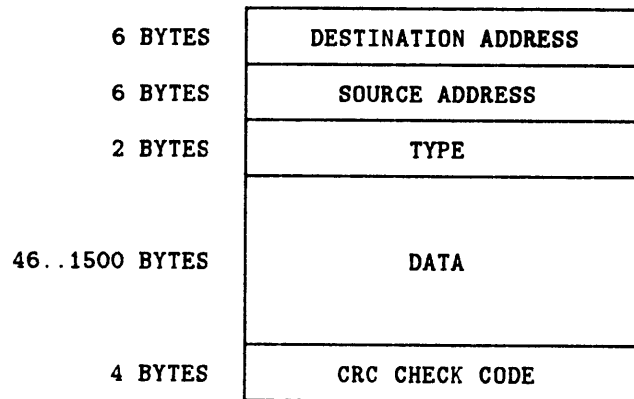 6 BYTES DESTINATION ADDRESS
6 BYTES SOURCE ADDRESS
2 BYTES TYPE
46..1500 BYTES DATA
4 BYTES CRC CHECK CODE